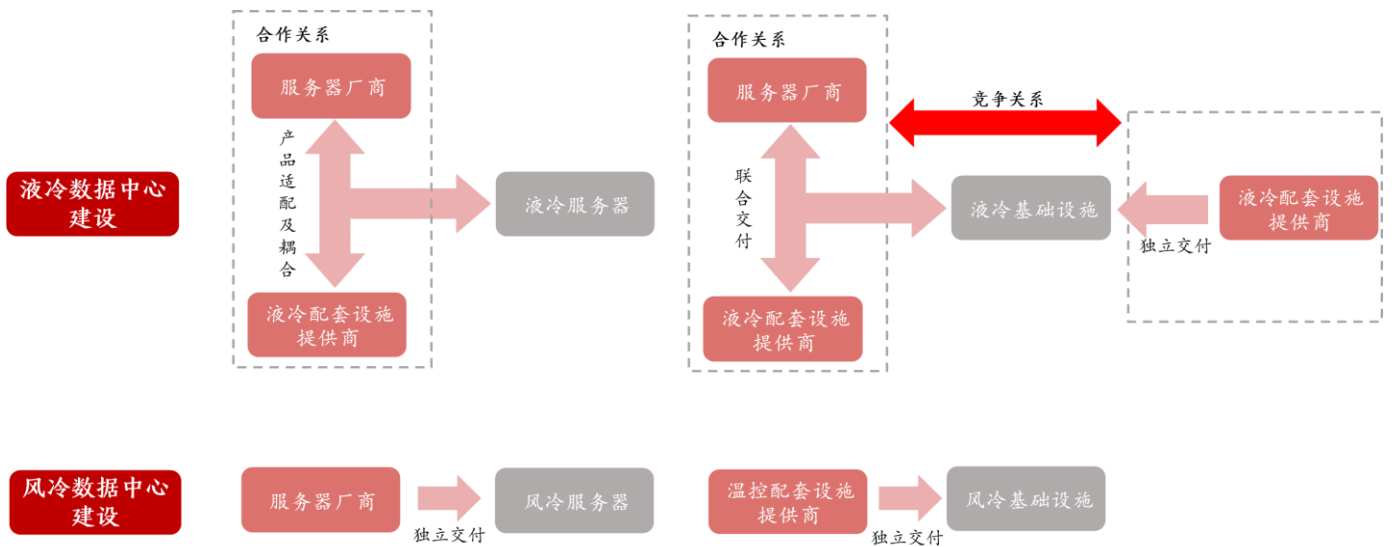 液冷数据中心
建设
合作关系
服务器厂商
产品适配及耦合
液冷配套设施
提供商
液冷服务器
合作关系
服务器厂商
联合交付
液冷配套设施
提供商
液冷基础设施
竞争关系
独立交付
液冷配套设施
提供商
风冷数据中心
建设
服务器厂商
独立交付
风冷服务器
温控配套设施
提供商
独立交付
风冷基础设施